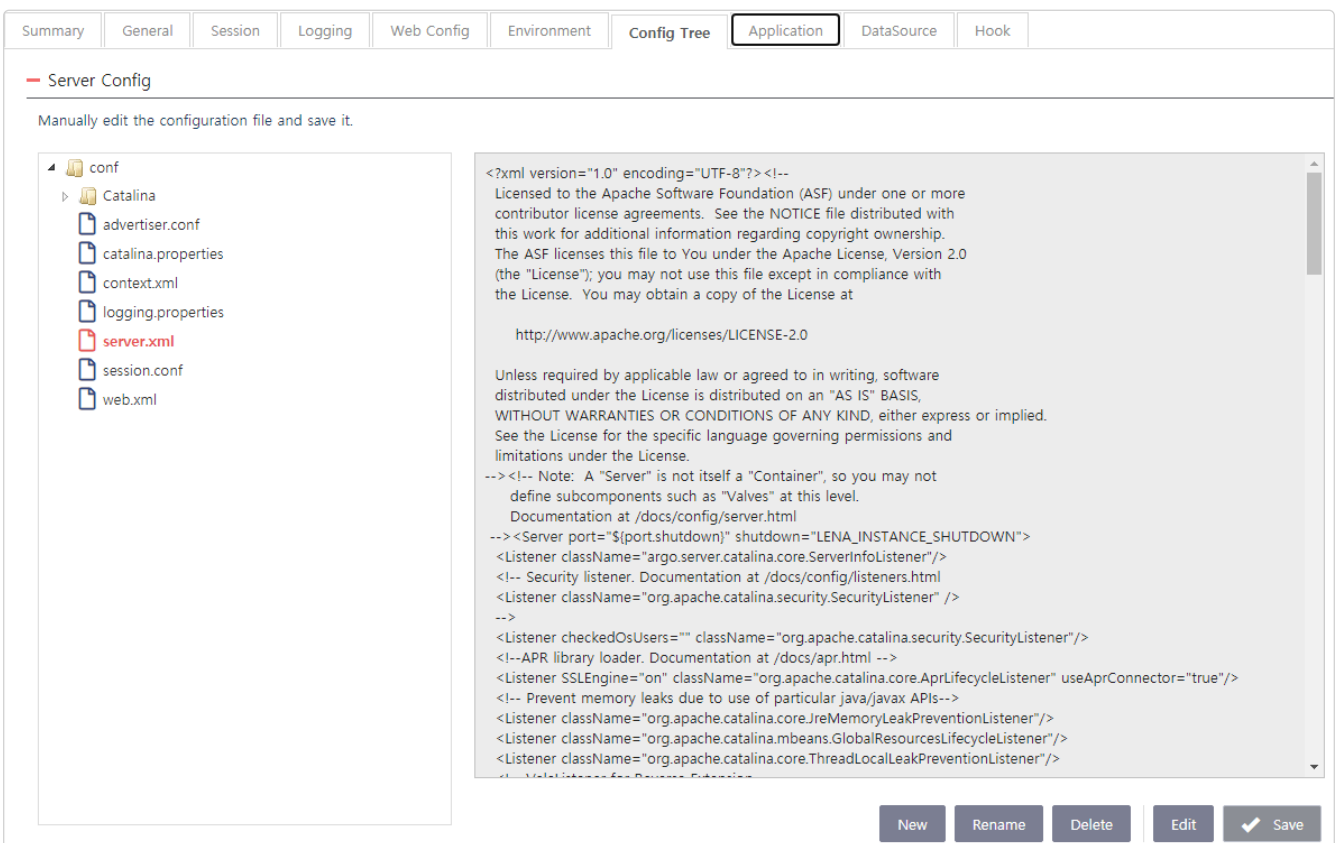 Summary
General
Session
Logging
Web Config
Environment
Config Tree
Application
DataSource
Hook
Server Config
Manually edit the configuration file and save it.
conf
Catalina
advertiser.conf
catalina.properties
context.xml
logging.properties
server.xml
session.conf
web.xml
<?xml version="1.0" encoding="UTF-8"?><!--
Licensed to the Apache Software Foundation (ASF) under one or more
contributor license agreements.  See the NOTICE file distributed with
this work for additional information regarding copyright ownership.
The ASF licenses this file to You under the Apache License, Version 2.0
(the "License"); you may not use this file except in compliance with
the License.  You may obtain a copy of the License at
http://www.apache.org/licenses/LICENSE-2.0
Unless required by applicable law or agreed to in writing, software
distributed under the License is distributed on an "AS IS" BASIS,
WITHOUT WARRANTIES OR CONDITIONS OF ANY KIND, either express or implied.
See the License for the specific language governing permissions and
limitations under the License.
--><!-- Note:  A "Server" is not itself a "Container", so you may not
define subcomponents such as "Valves" at this level.
Documentation at /docs/config/server.html
--><Server port="${port.shutdown}" shutdown="LENA_INSTANCE_SHUTDOWN">
<Listener className="argo.server.catalina.core.ServerInfoListener"/>
<!-- Security listener. Documentation at /docs/config/listeners.html
<Listener className="org.apache.catalina.security.SecurityListener" />
-->
<Listener checkedOsUsers="" className="org.apache.catalina.security.SecurityListener"/>
<!--APR library loader. Documentation at /docs/apr.html -->
<Listener SSLEngine="on" className="org.apache.catalina.core.AprLifecycleListener" useAprConnector="true"/>
<!-- Prevent memory leaks due to use of particular java/javax APIs-->
<Listener className="org.apache.catalina.core.JreMemoryLeakPreventionListener"/>
<Listener className="org.apache.catalina.mbeans.GlobalResourcesLifecycleListener"/>
<Listener className="org.apache.catalina.core.ThreadLocalLeakPreventionListener"/>
New
Rename
Delete
Edit
Save